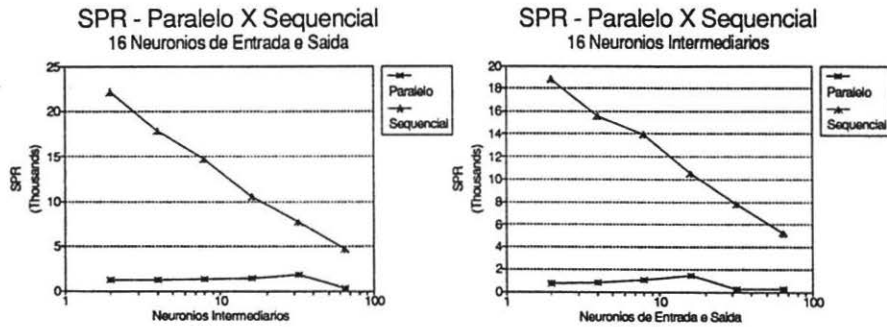 SPR - Paralelo X Sequencial
16 Neuronios de Entrada e Saida
25
20
15
10
5
0
SPR
(Thousands)
1
10
100
Neuronios Intermediarios
Paralelo
Sequencial
SPR - Paralelo X Sequencial
16 Neuronios Intermediarios
20
18
16
14
12
10
8
6
4
2
0
SPR
(Thousands)
1
10
100
Neuronios de Entrada e Saida
Paralelo
Sequencial